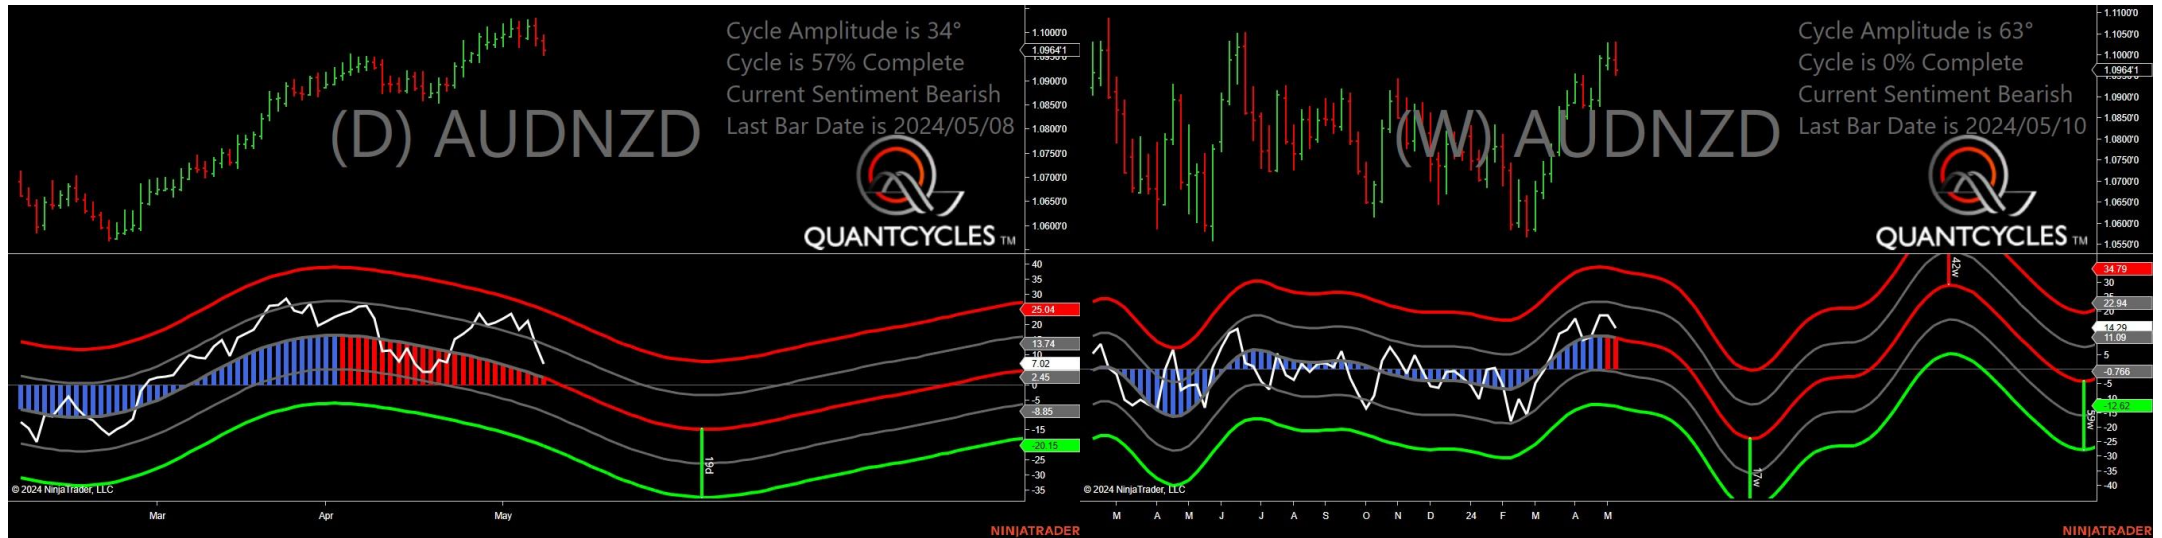 Cycle Amplitude is 34°
Cycle is 57% Complete
Current Sentiment Bearish
Last Bar Date is 2024/05/08
(D) AUDNZD
QUANTCYCLES TM
1.1000'0
1.0964'1
1.0900'0
1.0850'0
1.0800'0
1.0750'0
1.0700'0
1.0650'0
1.0600'0
40
35
30
25.04
20
13.74
10
7.02
2.45
0
-5
-8.85
-15
-20.15
-25
-30
-35
19d
© 2024 NinjaTrader, LLC
Mar Apr May
NINJATRADER
Cycle Amplitude is 63°
Cycle is 0% Complete
Current Sentiment Bearish
Last Bar Date is 2024/05/10
(W) AUDNZD
QUANTCYCLES TM
1.1100'0
1.1050'0
1.1000'0
1.0964'1
1.0900'0
1.0850'0
1.0800'0
1.0750'0
1.0700'0
1.0650'0
1.0600'0
1.0550'0
42w
34.79
30
22.94
20
14.29
11.09
5
-0.766
-5
-12.62
-15
-20
-25
-30
-35
-40
17w
59w
© 2024 NinjaTrader, LLC
M A M J J A S O N D 24 F M A M
NINJATRADER